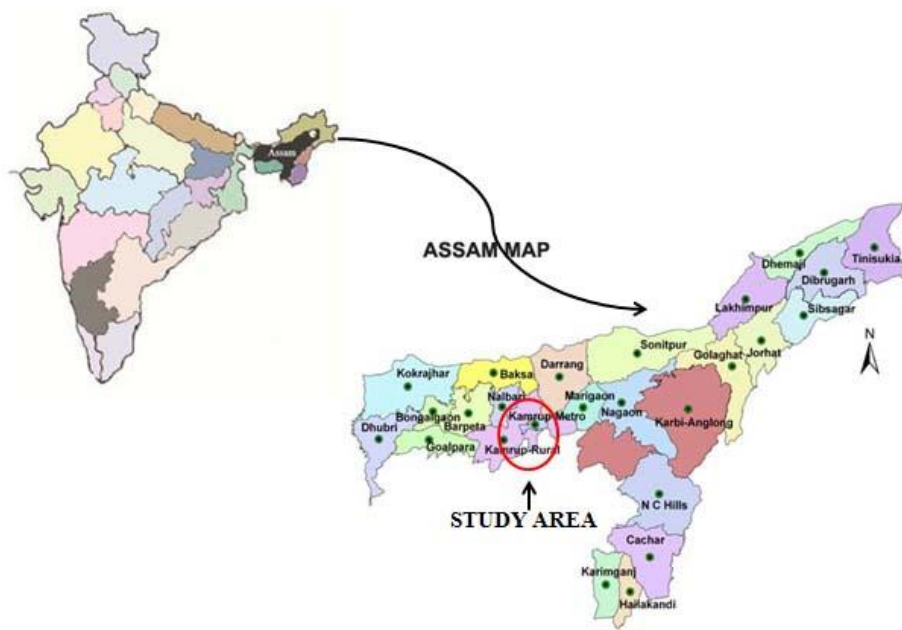 Assam
ASSAM MAP
Dhemaji
Tinisukia
Dibrugarh
Lakhimpur
Sibsagar
N
Sonitpur
Jorhat
Golaghat
Darrang
Kokrajhar
Baksa
Nalbari
Marigaon
Nagaon
Bongaigaon
Barpeta
Kamrup-Metro
Karbi-Anglong
Dhubri
Goalpara
Kamrup-Rural
N C Hills
STUDY AREA
Cachar
Karimganj
Hailakandi